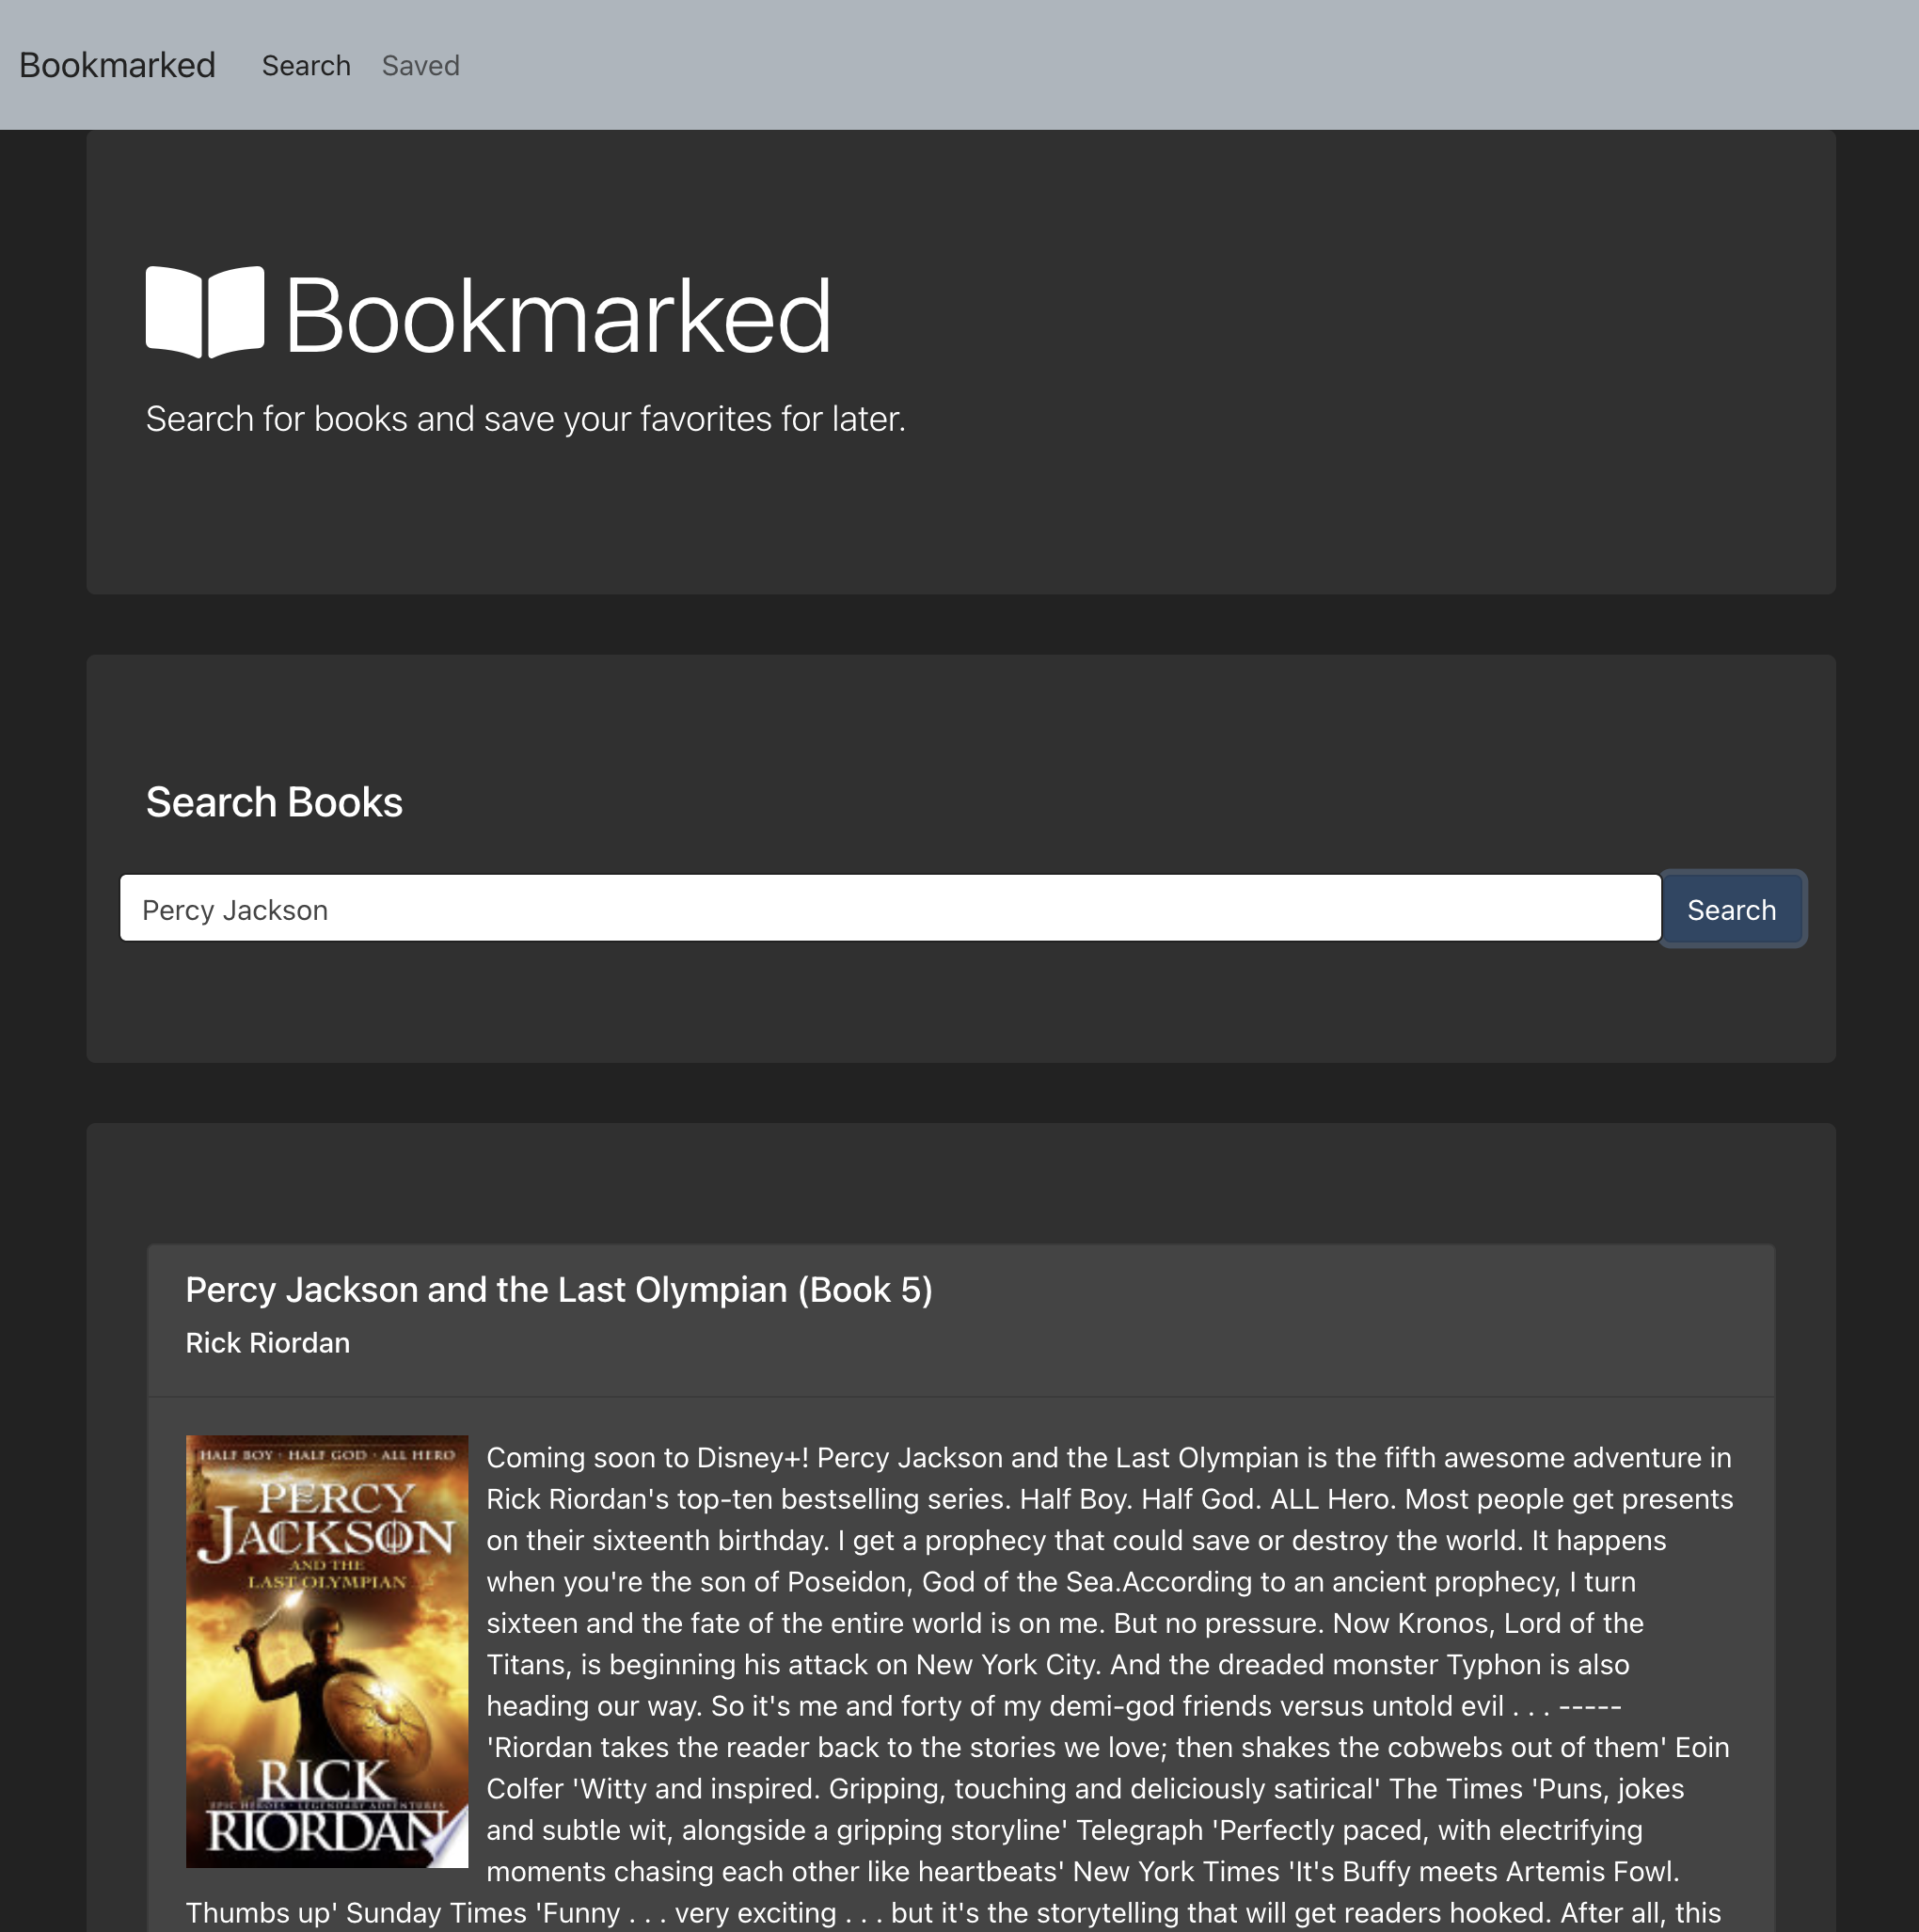 Bookmarked Search Saved
Bookmarked
Search for books and save your favorites for later.
Search Books
Percy Jackson Search
Percy Jackson and the Last Olympian (Book 5)
Rick Riordan
HALF BOY · HALF GOD · ALL HERO
PERCY
JACKSON
AND THE
LAST OLYMPIAN
RICK
EPIC HEROES · LEGENDARY ADVENTURES
RIORDAN
Coming soon to Disney+! Percy Jackson and the Last Olympian is the fifth awesome adventure in
Rick Riordan's top-ten bestselling series. Half Boy. Half God. ALL Hero. Most people get presents
on their sixteenth birthday. I get a prophecy that could save or destroy the world. It happens
when you're the son of Poseidon, God of the Sea.According to an ancient prophecy, I turn
sixteen and the fate of the entire world is on me. But no pressure. Now Kronos, Lord of the
Titans, is beginning his attack on New York City. And the dreaded monster Typhon is also
heading our way. So it's me and forty of my demi-god friends versus untold evil . . . -----
'Riordan takes the reader back to the stories we love; then shakes the cobwebs out of them' Eoin
Colfer 'Witty and inspired. Gripping, touching and deliciously satirical' The Times 'Puns, jokes
and subtle wit, alongside a gripping storyline' Telegraph 'Perfectly paced, with electrifying
moments chasing each other like heartbeats' New York Times 'It's Buffy meets Artemis Fowl.
Thumbs up' Sunday Times 'Funny . . . very exciting . . . but it's the storytelling that will get readers hooked. After all, this